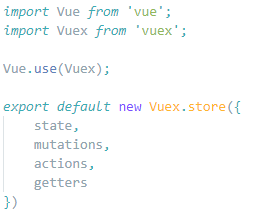 import Vue from 'vue';
import Vuex from 'vuex';
Vue.use(Vuex);
export default new Vuex.store({
    state,
    mutations,
    actions,
    getters
})